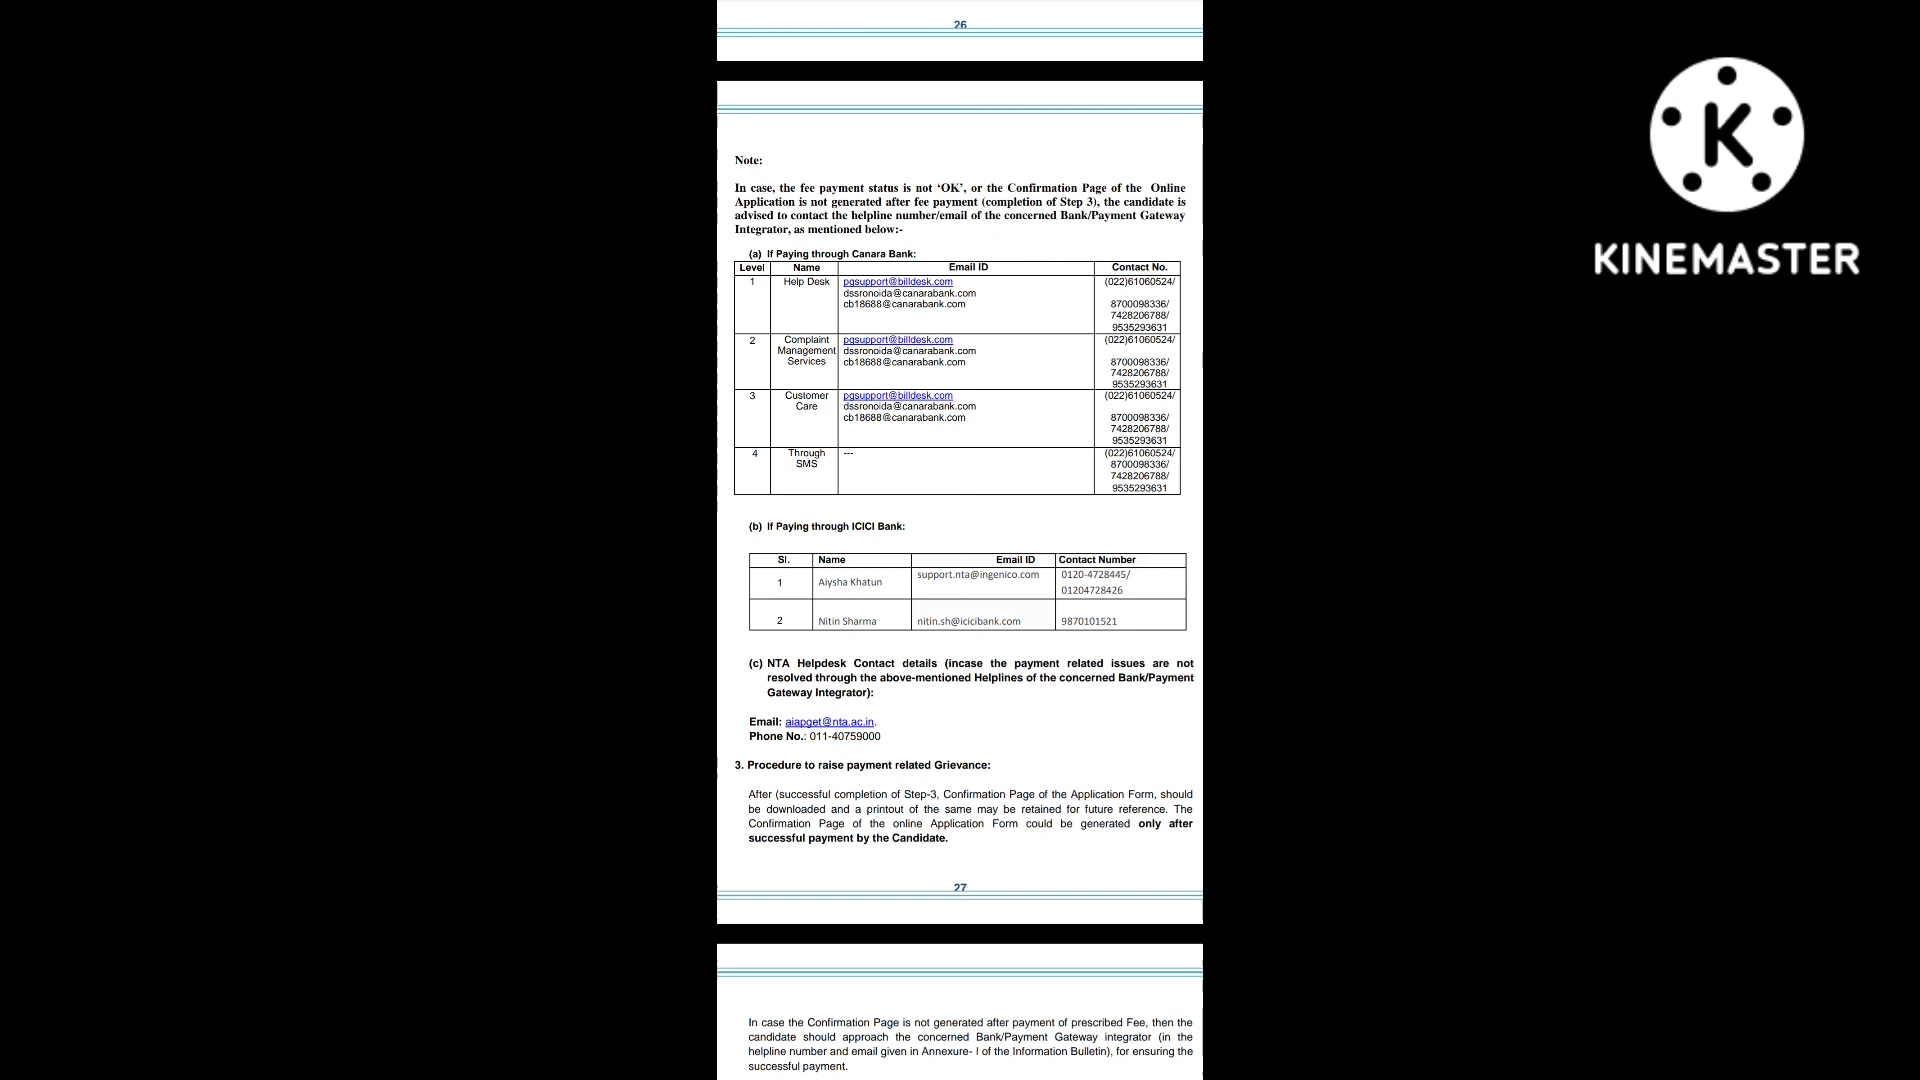 26
Note:
In case, the fee payment status is not ‘OK’, or the Confirmation Page of the Online
Application is not generated after fee payment (completion of Step 3), the candidate is
advised to contact the helpline number/email of the concerned Bank/Payment Gateway
Integrator, as mentioned below:-
(a) If Paying through Canara Bank:
Level Name Email ID Contact No.
1 Help Desk pgsupport@billdesk.com (022)61060524/
dssronoida@canarabank.com
cb18688@canarabank.com 8700098336/
7428206788/
9535293631
2 Complaint pgsupport@billdesk.com (022)61060524/
Management dssronoida@canarabank.com
Services cb18688@canarabank.com 8700098336/
7428206788/
9535293631
3 Customer pgsupport@billdesk.com (022)61060524/
Care dssronoida@canarabank.com
cb18688@canarabank.com 8700098336/
7428206788/
9535293631
4 Through --- (022)61060524/
SMS 8700098336/
7428206788/
9535293631
(b) If Paying through ICICI Bank:
Sl. Name Email ID Contact Number
1 Aiysha Khatun support.nta@ingenico.com 0120-4728445/
01204728426
2 Nitin Sharma nitin.sh@icicibank.com 9870101521
(c) NTA Helpdesk Contact details (incase the payment related issues are not
resolved through the above-mentioned Helplines of the concerned Bank/Payment
Gateway Integrator):
Email: aiapget@nta.ac.in.
Phone No.: 011-40759000
3. Procedure to raise payment related Grievance:
After (successful completion of Step-3, Confirmation Page of the Application Form, should
be downloaded and a printout of the same may be retained for future reference. The
Confirmation Page of the online Application Form could be generated only after
successful payment by the Candidate.
27
In case the Confirmation Page is not generated after payment of prescribed Fee, then the
candidate should approach the concerned Bank/Payment Gateway integrator (in the
helpline number and email given in Annexure- I of the Information Bulletin), for ensuring the
successful payment.
K
KINEMASTER